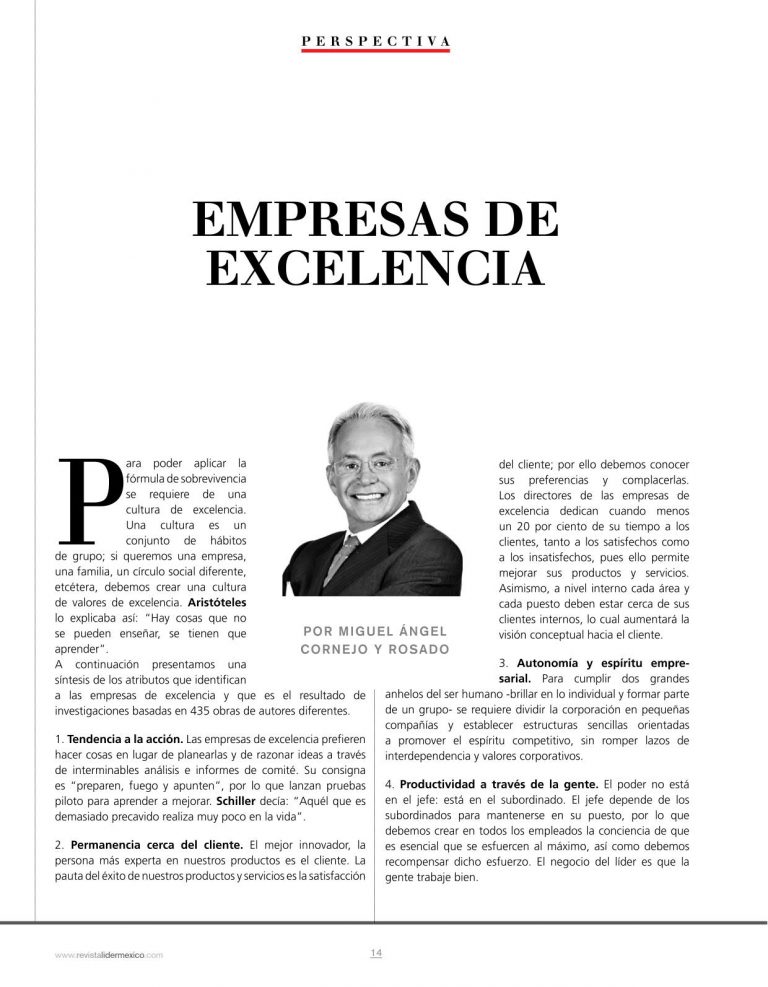 PERSPECTIVA
EMPRESAS DE
EXCELENCIA
POR MIGUEL ÁNGEL
CORNEJO Y ROSADO
Para poder aplicar la
fórmula de sobrevivencia
se requiere de una
cultura de excelencia.
Una cultura es un
conjunto de hábitos
de grupo; si queremos una empresa,
una familia, un círculo social diferente,
etcétera, debemos crear una cultura
de valores de excelencia. Aristóteles
lo explicaba así: “Hay cosas que no
se pueden enseñar, se tienen que
aprender”.
A continuación presentamos una
síntesis de los atributos que identifican
a las empresas de excelencia y que es el resultado de
investigaciones basadas en 435 obras de autores diferentes.
1. Tendencia a la acción. Las empresas de excelencia prefieren
hacer cosas en lugar de planearlas y de razonar ideas a través
de interminables análisis e informes de comité. Su consigna
es “preparen, fuego y apunten”, por lo que lanzan pruebas
piloto para aprender a mejorar. Schiller decía: “Aquél que es
demasiado precavido realiza muy poco en la vida”.
2. Permanencia cerca del cliente. El mejor innovador, la
persona más experta en nuestros productos es el cliente. La
pauta del éxito de nuestros productos y servicios es la satisfacción
del cliente; por ello debemos conocer
sus preferencias y complacerlas.
Los directores de las empresas de
excelencia dedican cuando menos
un 20 por ciento de su tiempo a los
clientes, tanto a los satisfechos como
a los insatisfechos, pues ello permite
mejorar sus productos y servicios.
Asimismo, a nivel interno cada área y
cada puesto deben estar cerca de sus
clientes internos, lo cual aumentará la
visión conceptual hacia el cliente.
3. Autonomía y espíritu empre-
sarial. Para cumplir dos grandes
anhelos del ser humano -brillar en lo individual y formar parte
de un grupo- se requiere dividir la corporación en pequeñas
compañías y establecer estructuras sencillas orientadas
a promover el espíritu competitivo, sin romper lazos de
interdependencia y valores corporativos.
4. Productividad a través de la gente. El poder no está
en el jefe: está en el subordinado. El jefe depende de los
subordinados para mantenerse en su puesto, por lo que
debemos crear en todos los empleados la conciencia de que
es esencial que se esfuercen al máximo, así como debemos
recompensar dicho esfuerzo. El negocio del líder es que la
gente trabaje bien.
www.revistalidermexico.com
14